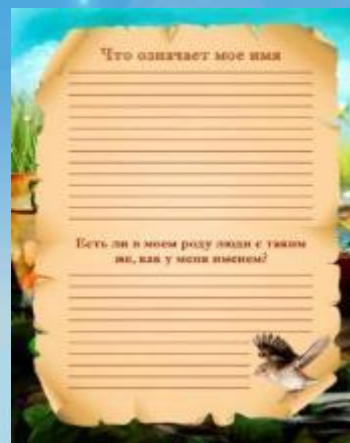 Что означает мое имя
Есть ли в моем роду люди с таким
же, как у меня именем?